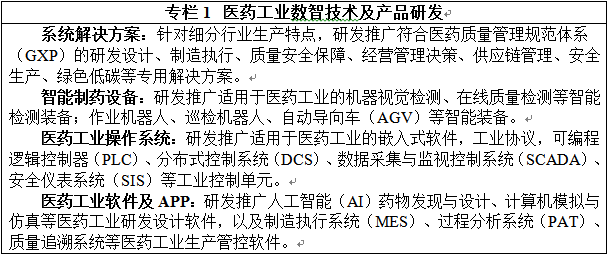 专栏 1  医药工业数智技术及产品研发
系统解决方案：针对细分行业生产特点，研发推广符合医药质量管理规范体系
（GXP）的研发设计、制造执行、质量安全保障、经营管理决策、供应链管理、安全
生产、绿色低碳等专用解决方案。
智能制药设备：研发推广适用于医药工业的机器视觉检测、在线质量检测等智能
检测装备；作业机器人、巡检机器人、自动导向车（AGV）等智能装备。
医药工业操作系统：研发推广适用于医药工业的嵌入式软件，工业协议，可编程
逻辑控制器（PLC）、分布式控制系统（DCS）、数据采集与监视控制系统（SCADA）、
安全仪表系统（SIS）等工业控制单元。
医药工业软件及 APP：研发推广人工智能（AI）药物发现与设计、计算机模拟与
仿真等医药工业研发设计软件，以及制造执行系统（MES）、过程分析系统（PAT）、
质量追溯系统等医药工业生产管控软件。